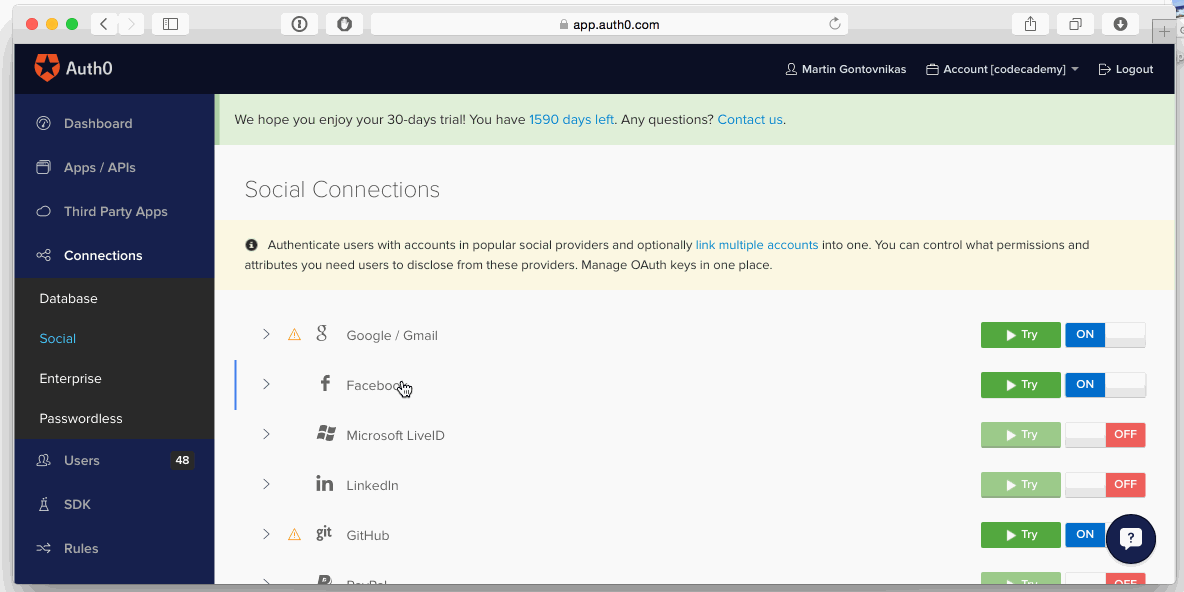 app.auth0.com
Auth0
Martin Gontovnikas
Account [codecademy]
Logout
Dashboard
Apps / APIs
Third Party Apps
Connections
Database
Social
Enterprise
Passwordless
Users 48
SDK
Rules
We hope you enjoy your 30-days trial! You have 1590 days left. Any questions? Contact us.
Social Connections
Authenticate users with accounts in popular social providers and optionally link multiple accounts into one. You can control what permissions and
attributes you need users to disclose from these providers. Manage OAuth keys in one place.
Google / Gmail Try ON
Facebook Try ON
Microsoft LiveID Try OFF
in LinkedIn Try OFF
git GitHub Try ON
PayPal Try OFF